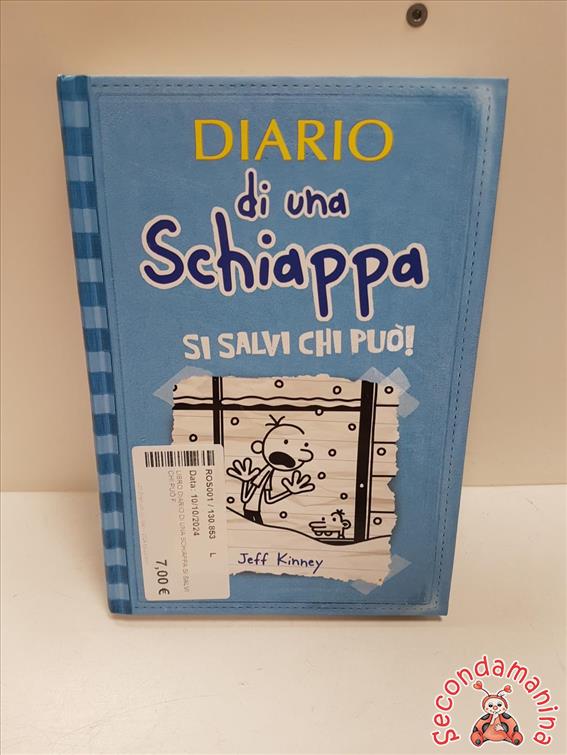 DIARIO
di una
Schiappa
SI SALVI CHI PUÒ!
Jeff Kinney
ROS001 / 130.853 L
Data: 10/10/2024
LIBRO DIARIO DI UNA SCHIAPPA SI SALVI
CHI PUÒ F
7,00 €
Secondamanina